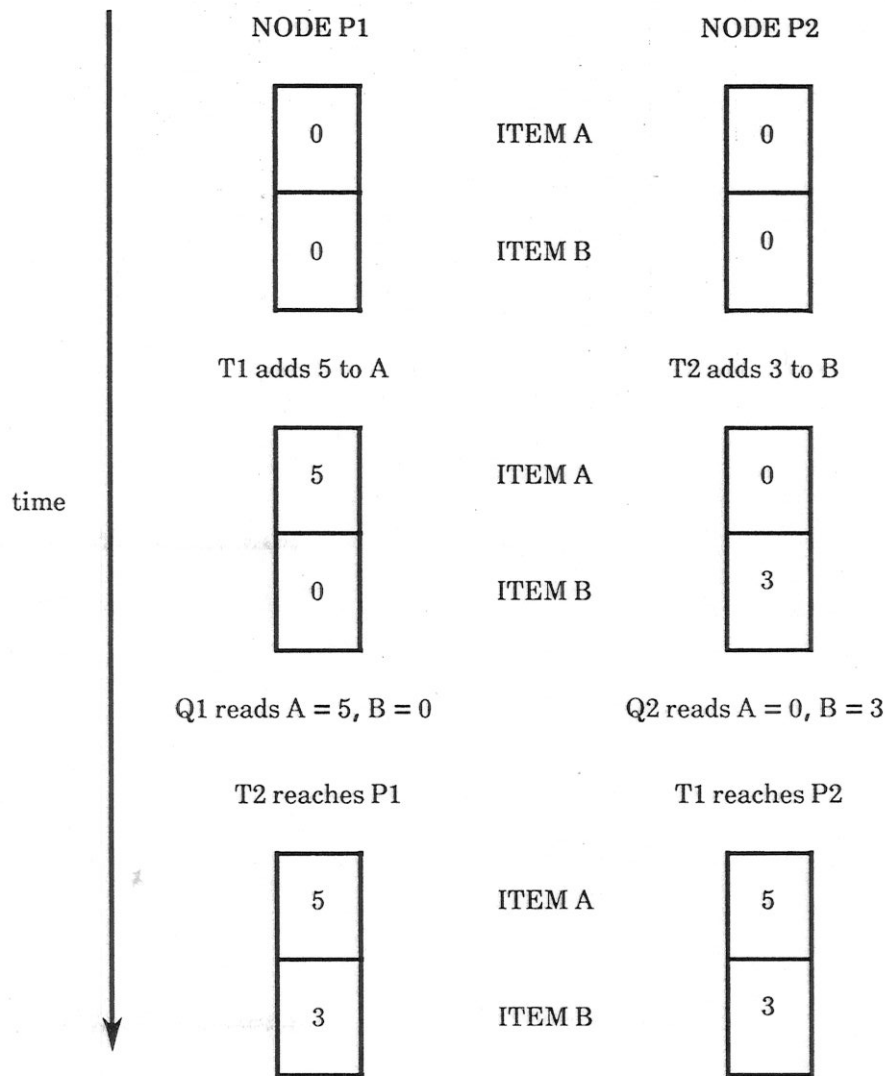 NODE P1 NODE P2
0 ITEM A 0
0 ITEM B 0
T1 adds 5 to A T2 adds 3 to B
5 ITEM A 0
time
0 ITEM B 3
Q1 reads A = 5, B = 0 Q2 reads A = 0, B = 3
T2 reaches P1 T1 reaches P2
5 ITEM A 5
3 ITEM B 3